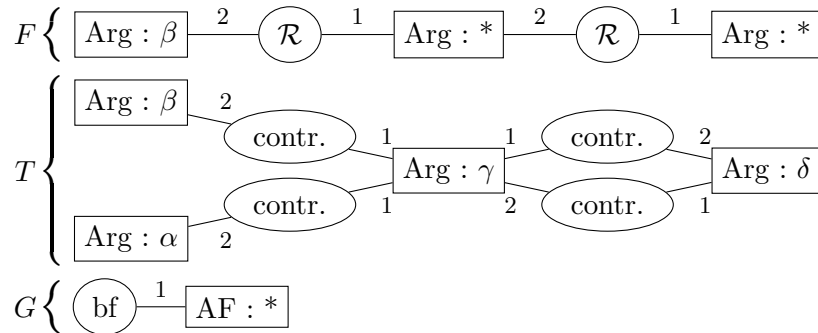 F { Arg : β 2 ℛ 1 Arg : * 2 ℛ 1 Arg : *
Arg : β 2 contr. 1 1 contr. 2
T { Arg : γ Arg : δ
Arg : α 2 contr. 1 2 contr. 1
G { bf 1 AF : *